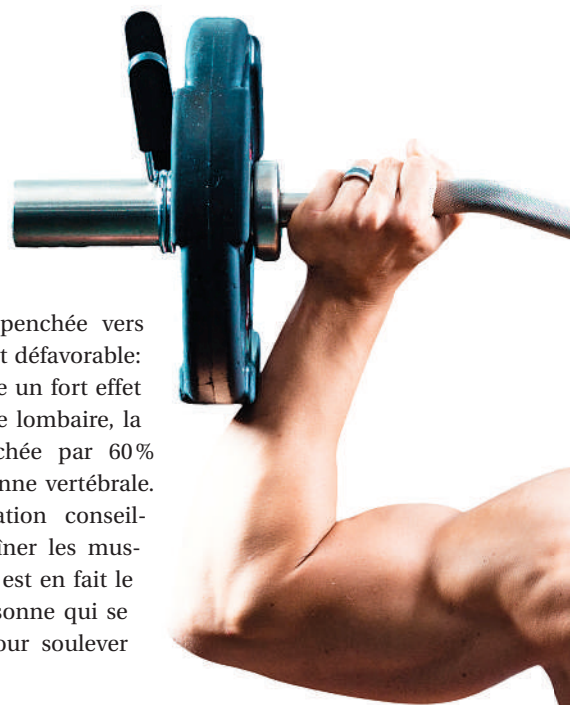 penchée vers
t défavorable:
e un fort effet
e lombaire, la
chée par 60%
nne vertébrale.
ation conseil-
îner les mus-
est en fait le
sonne qui se
our soulever